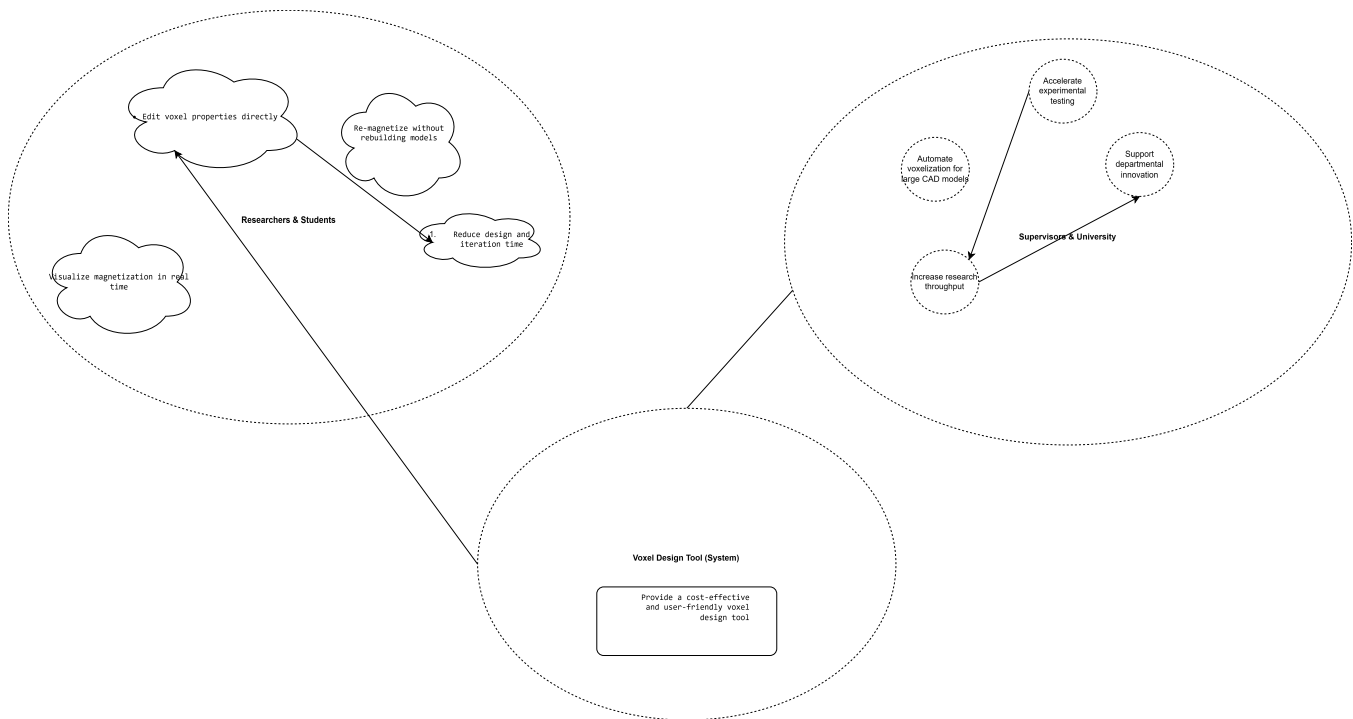 • Edit voxel properties directly
Re-magnetize without
rebuilding models
Researchers & Students
1. Reduce design and
iteration time
Visualize magnetization in real
time
Accelerate
experimental
testing
Automate
voxelization for
large CAD models
Support
departmental
innovation
Supervisors & University
Increase research
throughput
Voxel Design Tool (System)
Provide a cost-effective
and user-friendly voxel
design tool